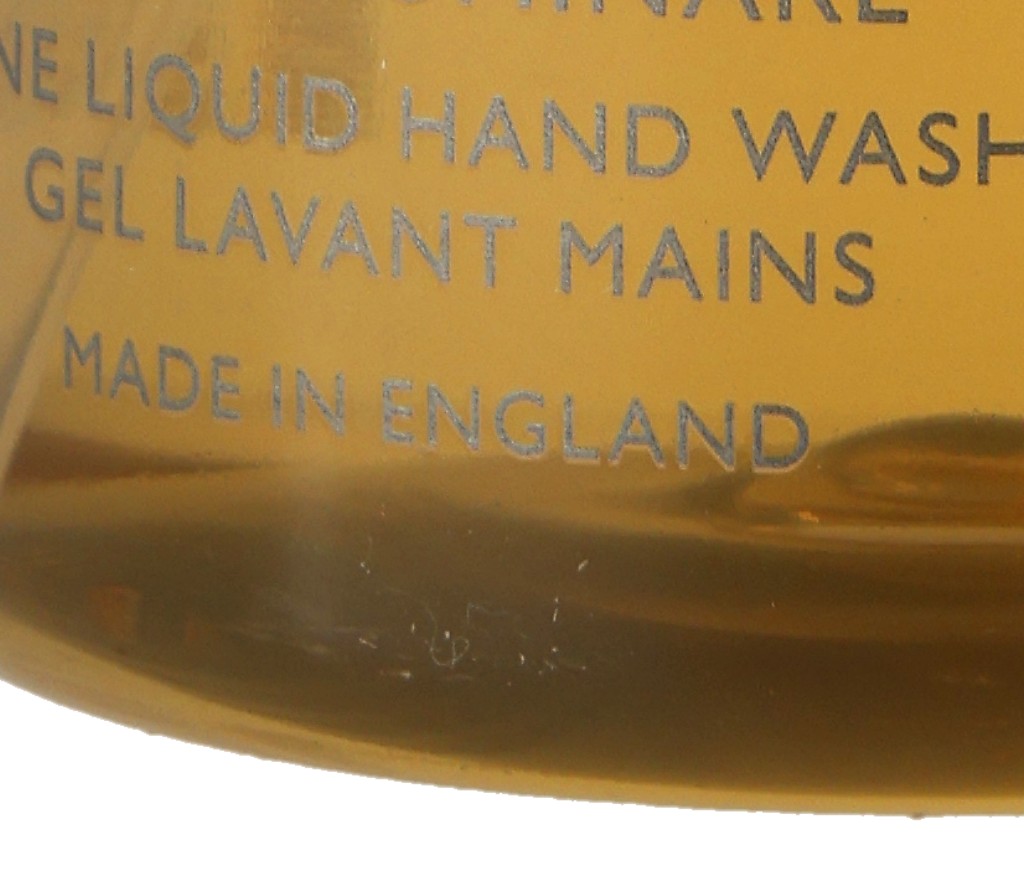 LIQUID HAND WASH
GEL LAVANT MAINS
MADE IN ENGLAND